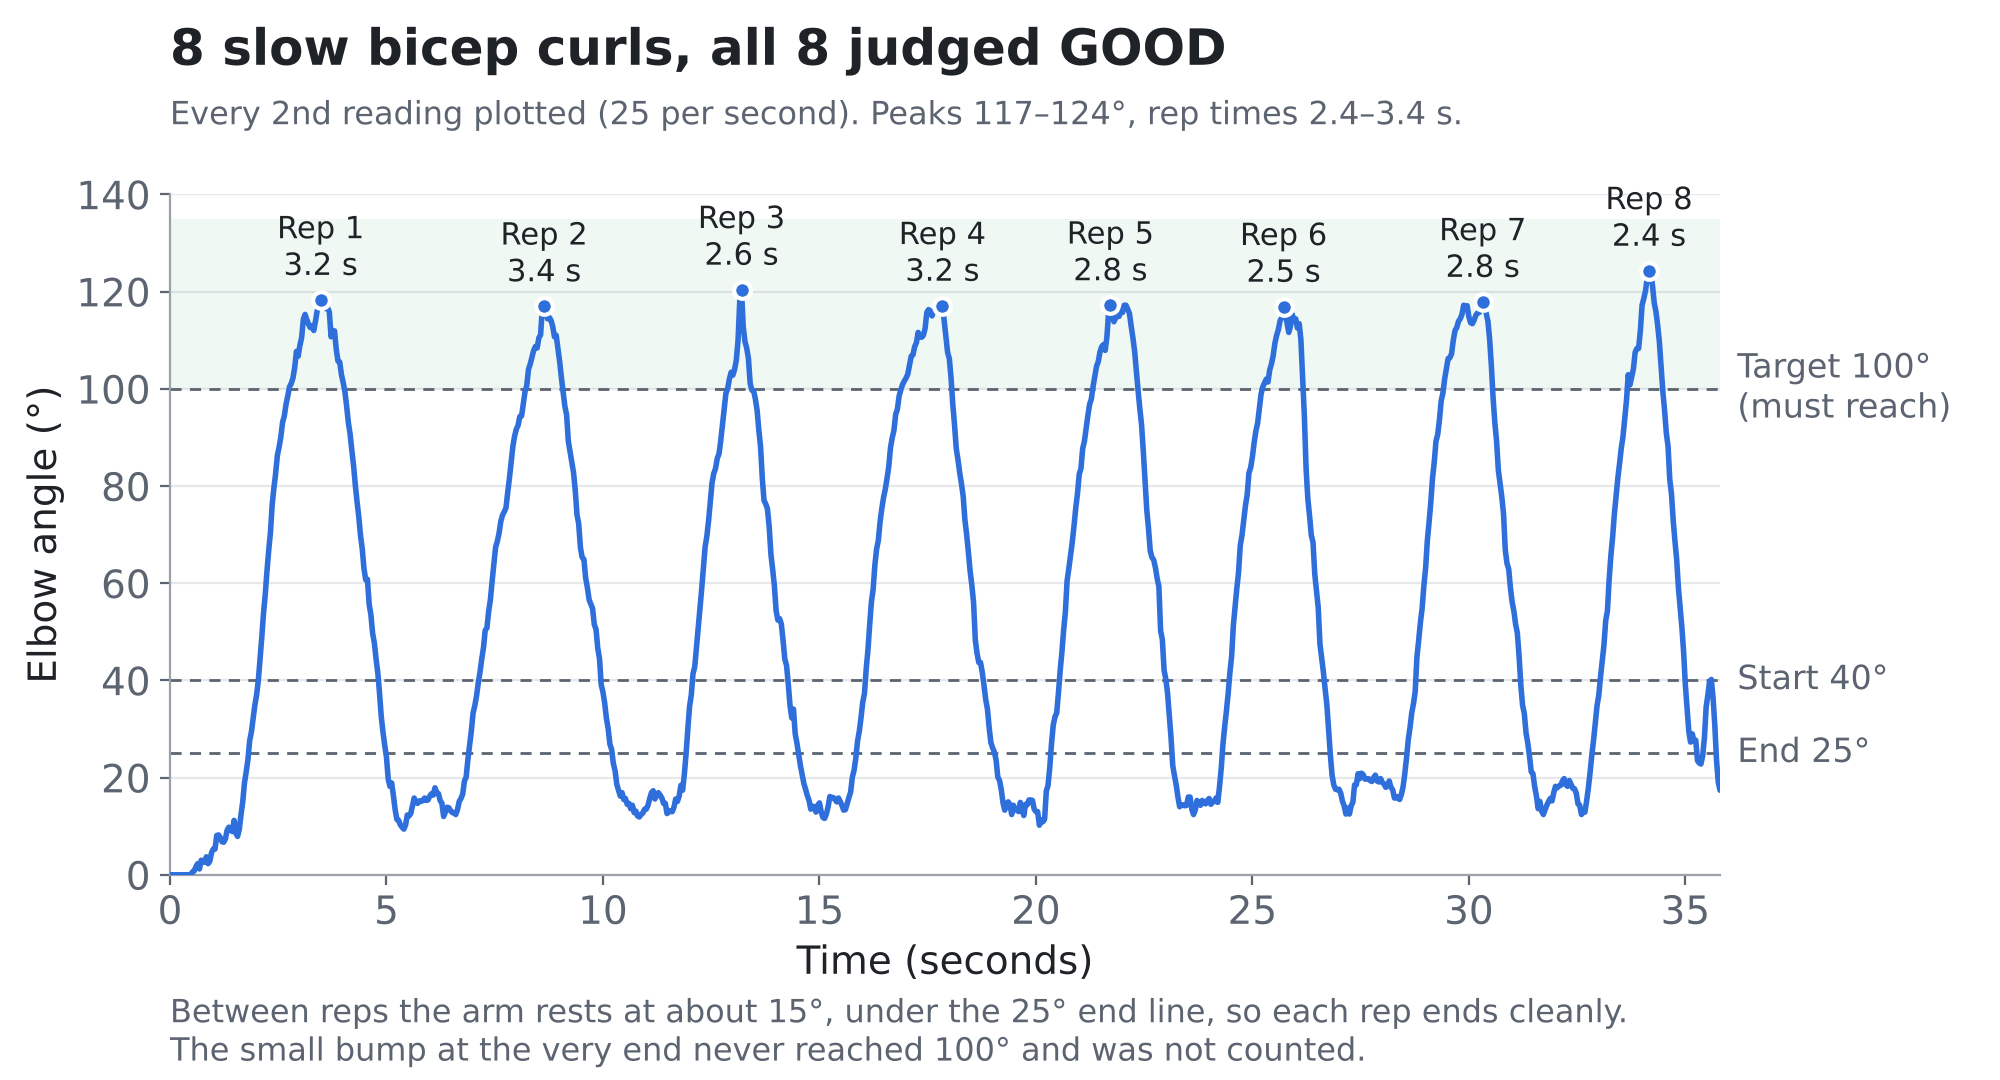 8 slow bicep curls, all 8 judged GOOD
Every 2nd reading plotted (25 per second). Peaks 117–124°, rep times 2.4–3.4 s.
140
120
100
80
60
40
20
0
Elbow angle (°)
Rep 1
3.2 s
Rep 2
3.4 s
Rep 3
2.6 s
Rep 4
3.2 s
Rep 5
2.8 s
Rep 6
2.5 s
Rep 7
2.8 s
Rep 8
2.4 s
Target 100°
(must reach)
Start 40°
End 25°
0 5 10 15 20 25 30 35
Time (seconds)
Between reps the arm rests at about 15°, under the 25° end line, so each rep ends cleanly.
The small bump at the very end never reached 100° and was not counted.